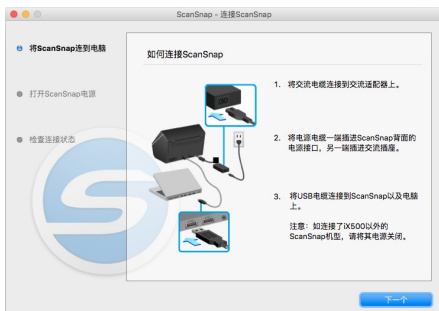 ScanSnap - 连接ScanSnap
将ScanSnap连到电脑
打开ScanSnap电源
检查连接状态
如何连接ScanSnap
1. 将交流电缆连接到交流适配器上。
2. 将电源电缆一端插进ScanSnap背面的
电源接口，另一端插进交流插座。
3. 将USB电缆连接到ScanSnap以及电脑
上。
注意：如连接了iX500以外的
ScanSnap机型，请将其电源关闭。
下一个